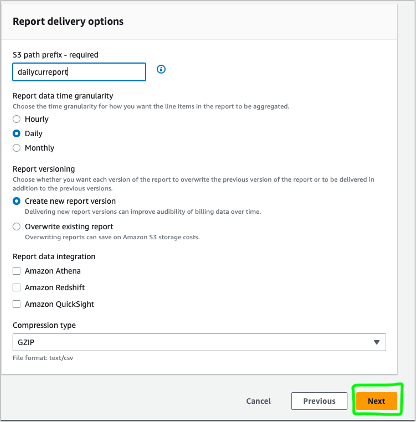 Report delivery options
S3 path prefix - required
dailycurreport
Report data time granularity
Choose the time granularity for how you want the line items in the report to be aggregated.
Hourly
Daily
Monthly
Report versioning
Choose whether you want each version of the report to overwrite the previous version of the report or to be delivered in
addition to the previous versions.
Create new report version
Delivering new report versions can improve audibility of billing data over time.
Overwrite existing report
Overwriting reports can save on Amazon S3 storage costs.
Report data integration
Amazon Athena
Amazon Redshift
Amazon QuickSight
Compression type
GZIP
File format: text/csv
Cancel
Previous
Next